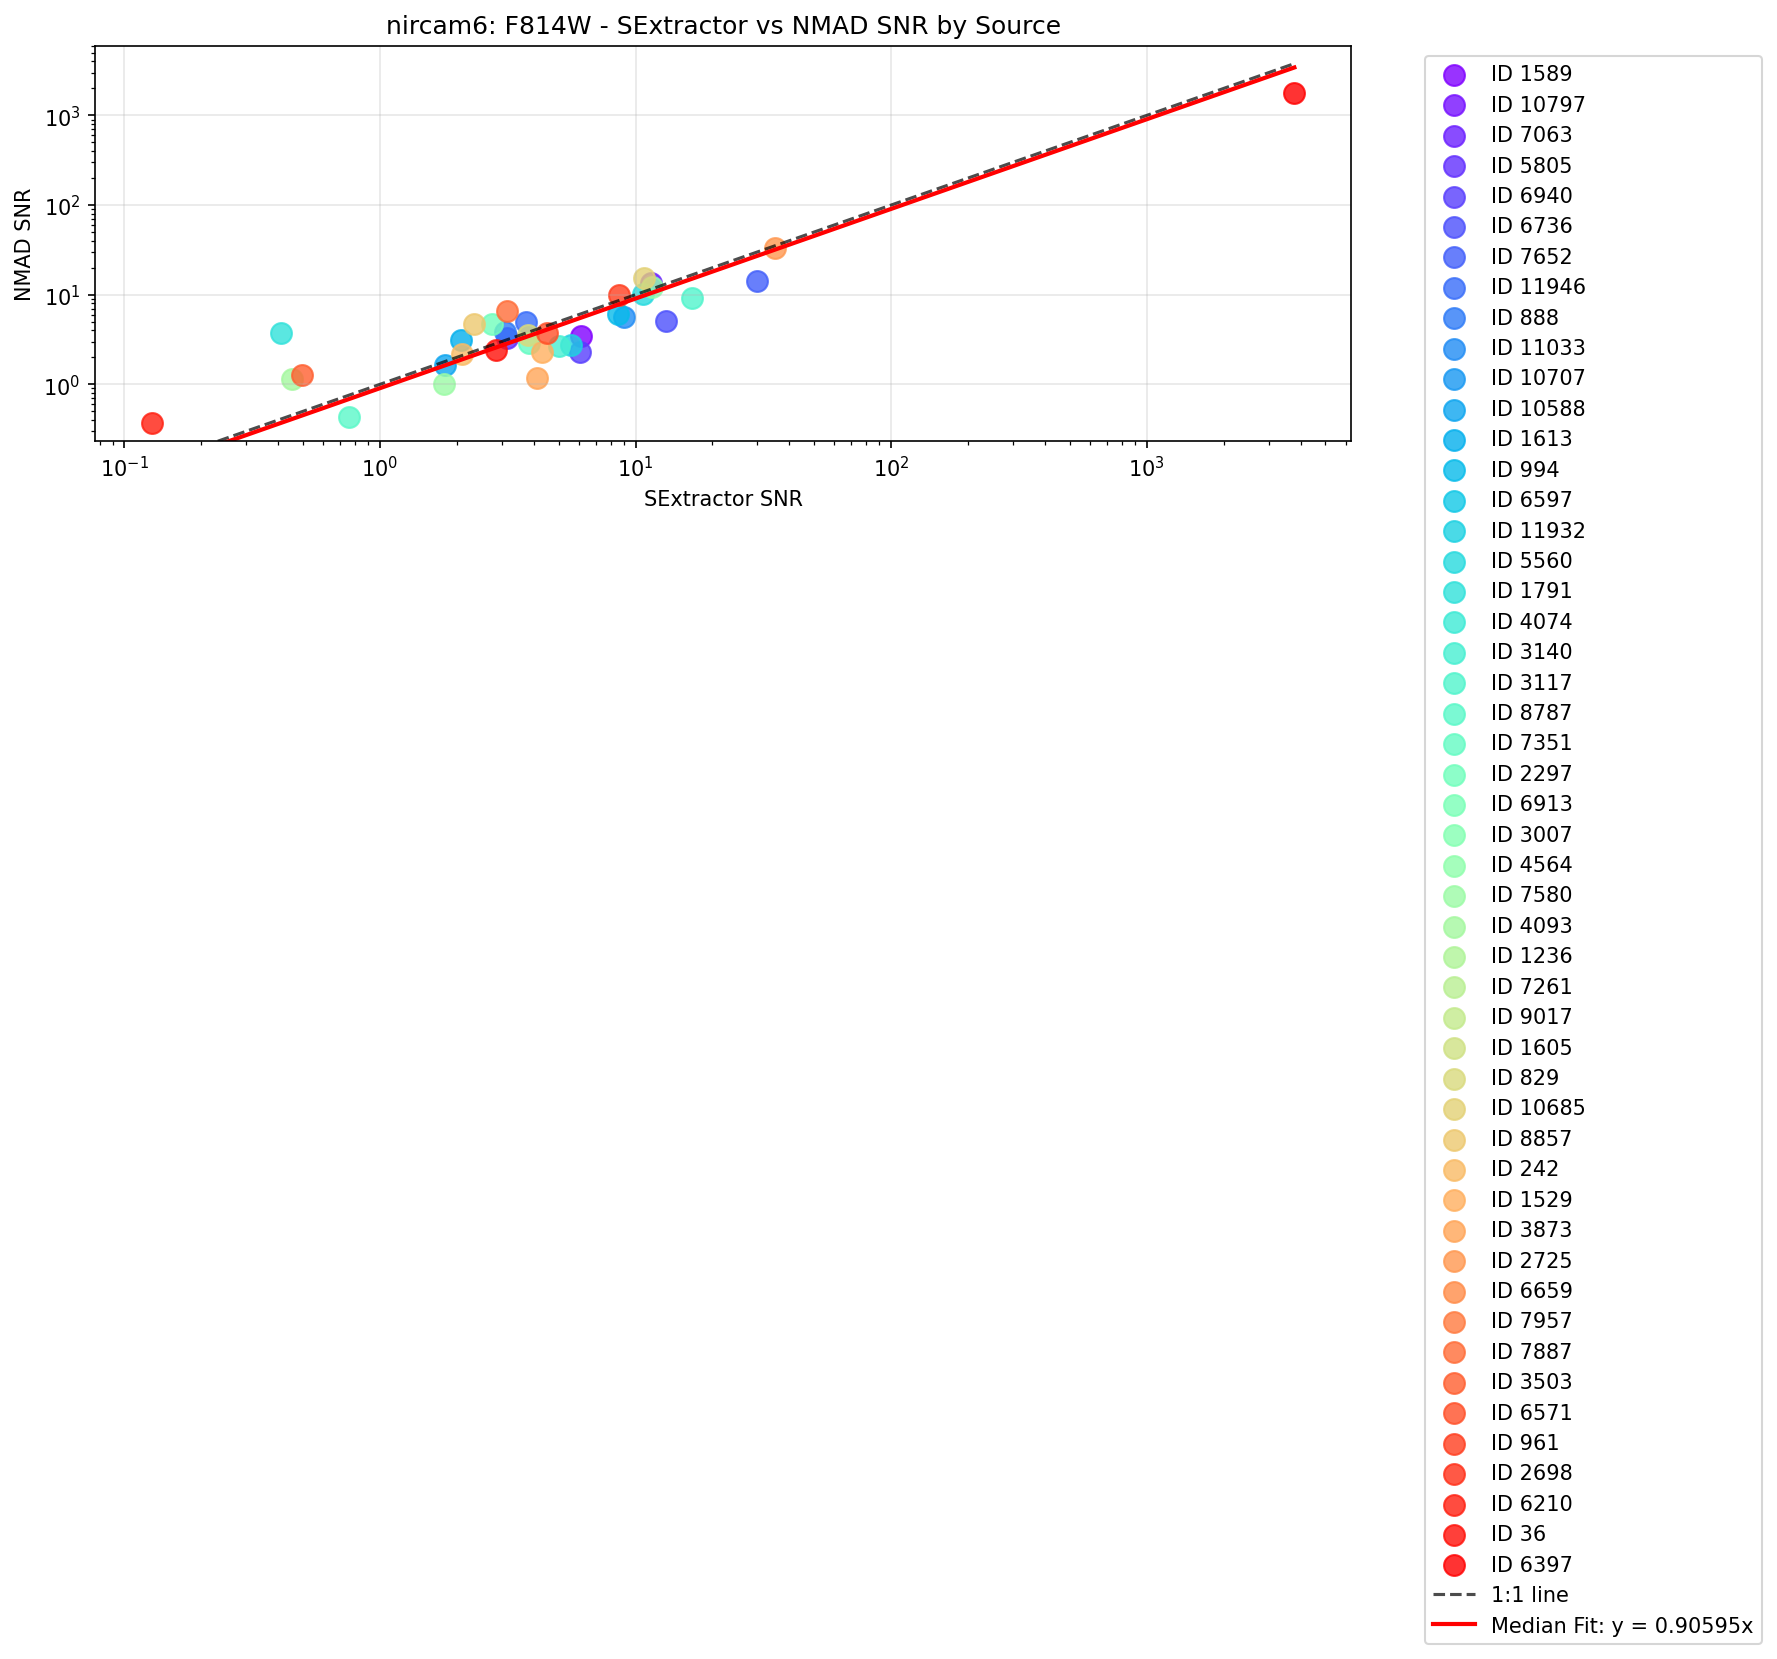 nircam6: F814W - SExtractor vs NMAD SNR by Source
NMAD SNR
10³
10²
10¹
10⁰
10⁻¹ 10⁰ 10¹ 10² 10³
SExtractor SNR
ID 1589
ID 10797
ID 7063
ID 5805
ID 6940
ID 6736
ID 7652
ID 11946
ID 888
ID 11033
ID 10707
ID 10588
ID 1613
ID 994
ID 6597
ID 11932
ID 5560
ID 1791
ID 4074
ID 3140
ID 3117
ID 8787
ID 7351
ID 2297
ID 6913
ID 3007
ID 4564
ID 7580
ID 4093
ID 1236
ID 7261
ID 9017
ID 1605
ID 829
ID 10685
ID 8857
ID 242
ID 1529
ID 3873
ID 2725
ID 6659
ID 7957
ID 7887
ID 3503
ID 6571
ID 961
ID 2698
ID 6210
ID 36
ID 6397
1:1 line
Median Fit: y = 0.90595x